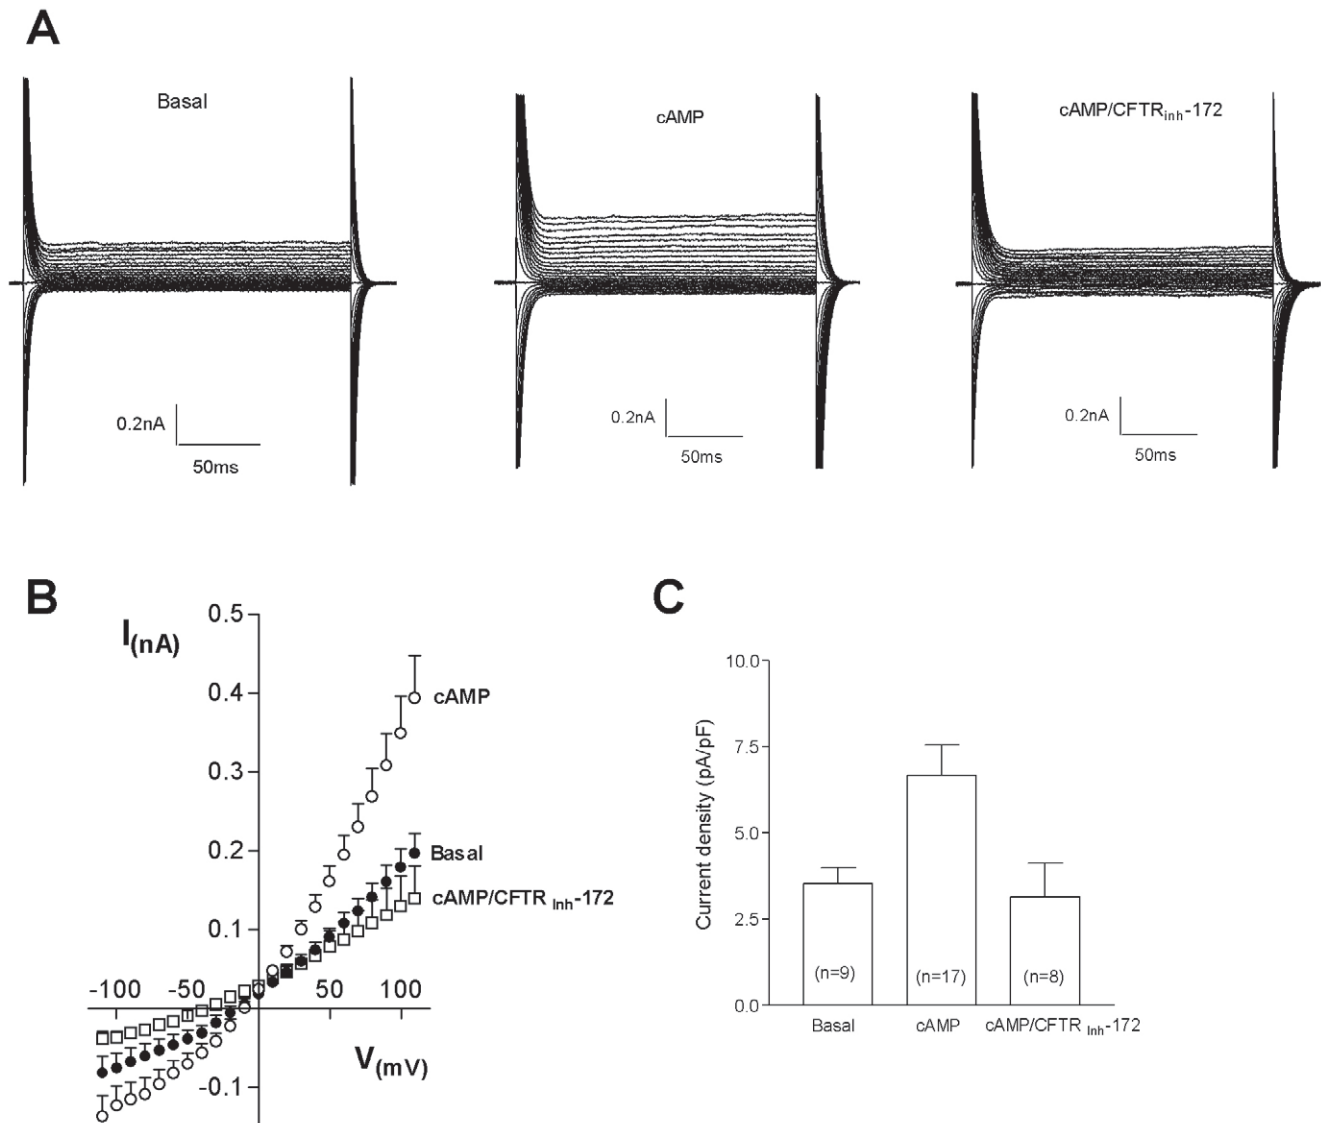 A
Basal
cAMP
cAMP/CFTRinh-172
0.2nA
50ms
0.2nA
50ms
0.2nA
50ms
B
I(nA)
0.5
0.4
0.3
0.2
0.1
-0.1
-100
-50
50
100
V(mV)
cAMP
Basal
cAMP/CFTR Inh-172
C
Current density (pA/pF)
10.0
7.5
5.0
2.5
0.0
(n=9)
(n=17)
(n=8)
Basal
cAMP
cAMP/CFTR Inh-172